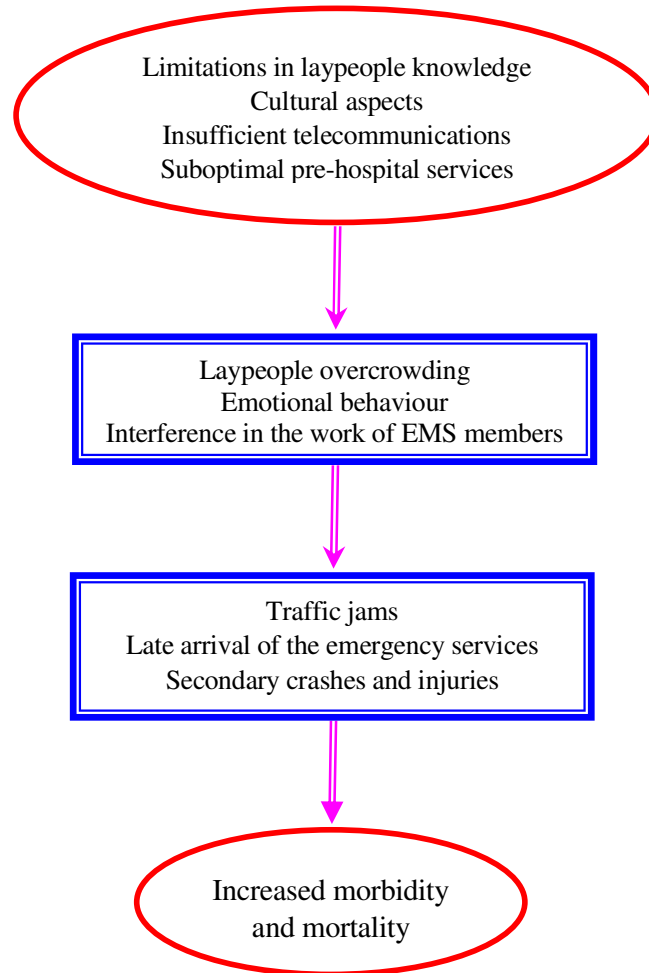 Limitations in laypeople knowledge
Cultural aspects
Insufficient telecommunications
Suboptimal pre-hospital services
Laypeople overcrowding
Emotional behaviour
Interference in the work of EMS members
Traffic jams
Late arrival of the emergency services
Secondary crashes and injuries
Increased morbidity
and mortality